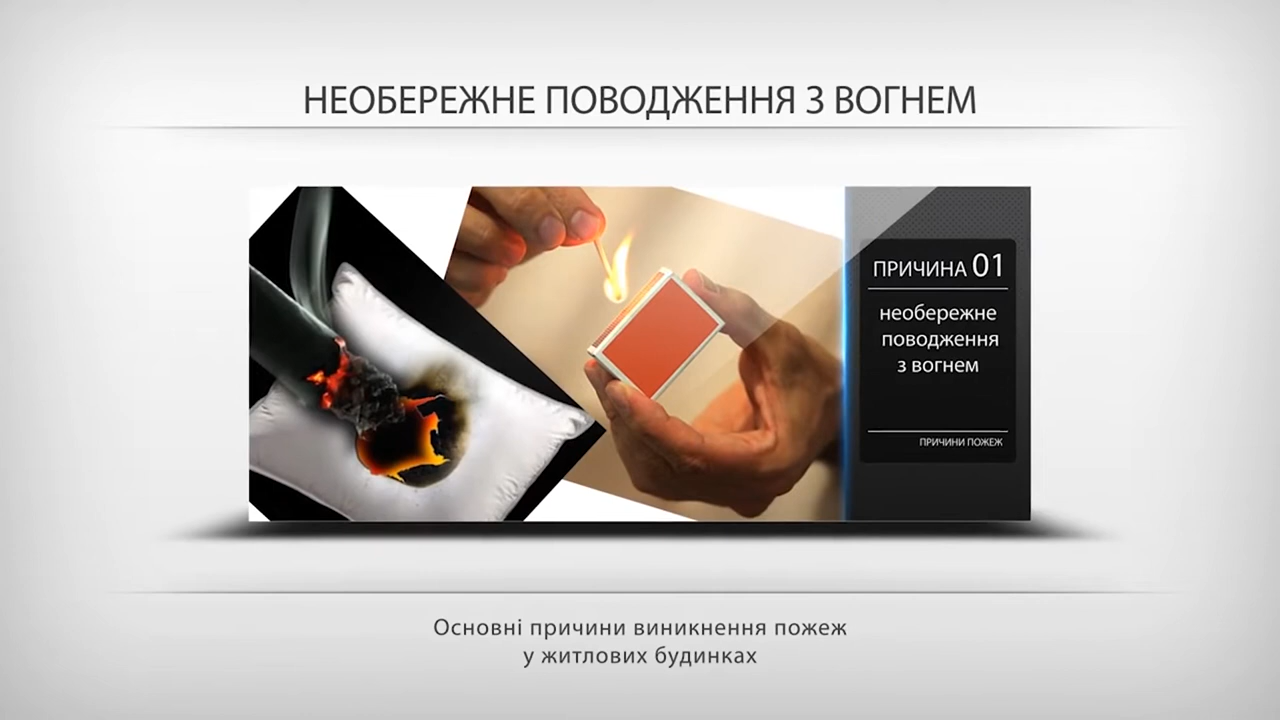 НЕОБЕРЕЖНЕ ПОВОДЖЕННЯ З ВОГНЕМ
ПРИЧИНА 01
необережне
поводження
з вогнем
ПРИЧИНИ ПОЖЕЖ
Основні причини виникнення пожеж
у житлових будинках